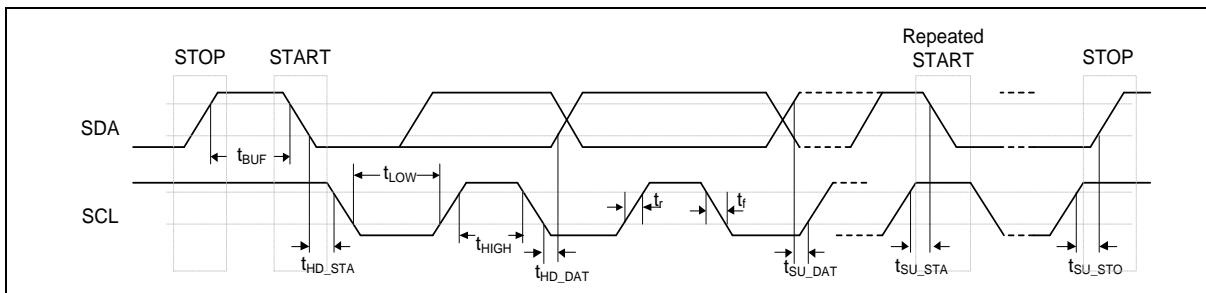 STOP
START
Repeated
START
STOP
SDA
tBUF
tLOW
SCL
tr
tf
tHIGH
tHD_STA
tHD_DAT
tSU_DAT
tSU_STA
tSU_STO